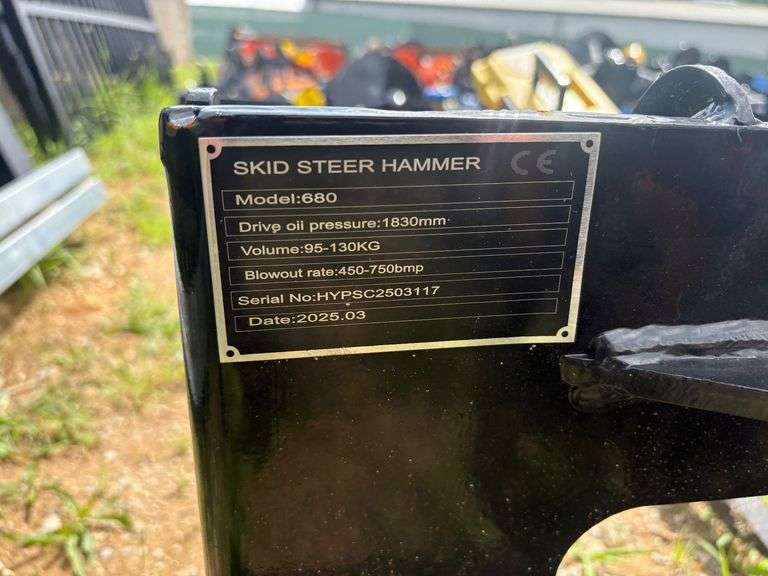 SKID STEER HAMMER CE
Model:680
Drive oil pressure:1830mm
Volume:95-130KG
Blowout rate:450-750bmp
Serial No:HYPSC2503117
Date:2025.03